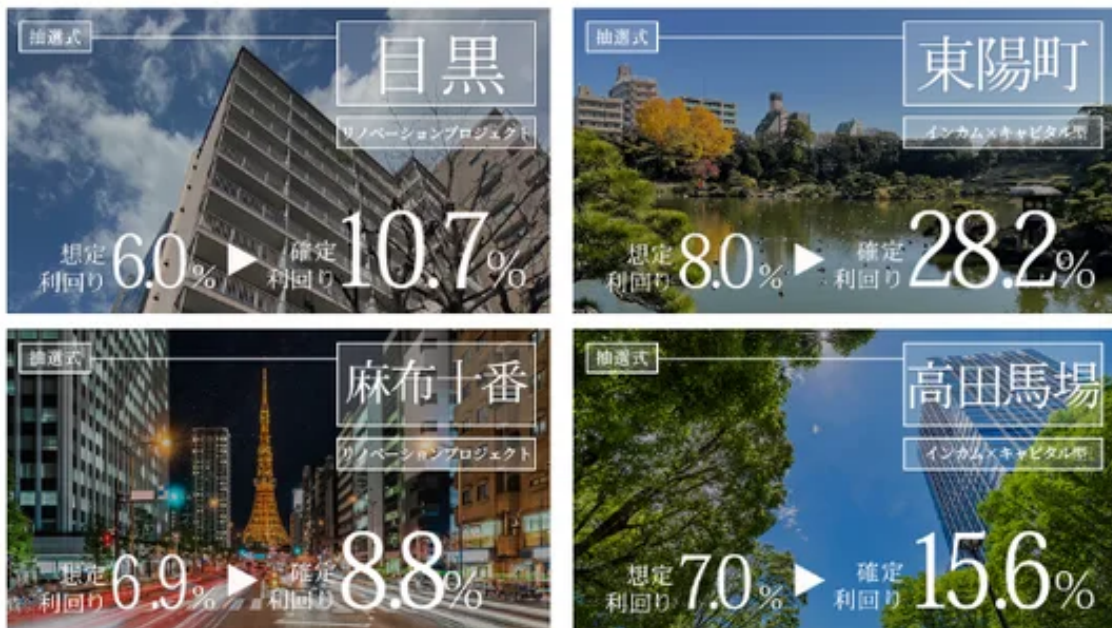 抽選式
目黒
リノベーションプロジェクト
想定利回り 6.0% ▶ 確定利回り 10.7%
抽選式
東陽町
インカム×キャピタル型
想定利回り 8.0% ▶ 確定利回り 28.2%
抽選式
麻布十番
リノベーションプロジェクト
想定利回り 6.9% ▶ 確定利回り 8.8%
抽選式
高田馬場
インカム×キャピタル型
想定利回り 7.0% ▶ 確定利回り 15.6%